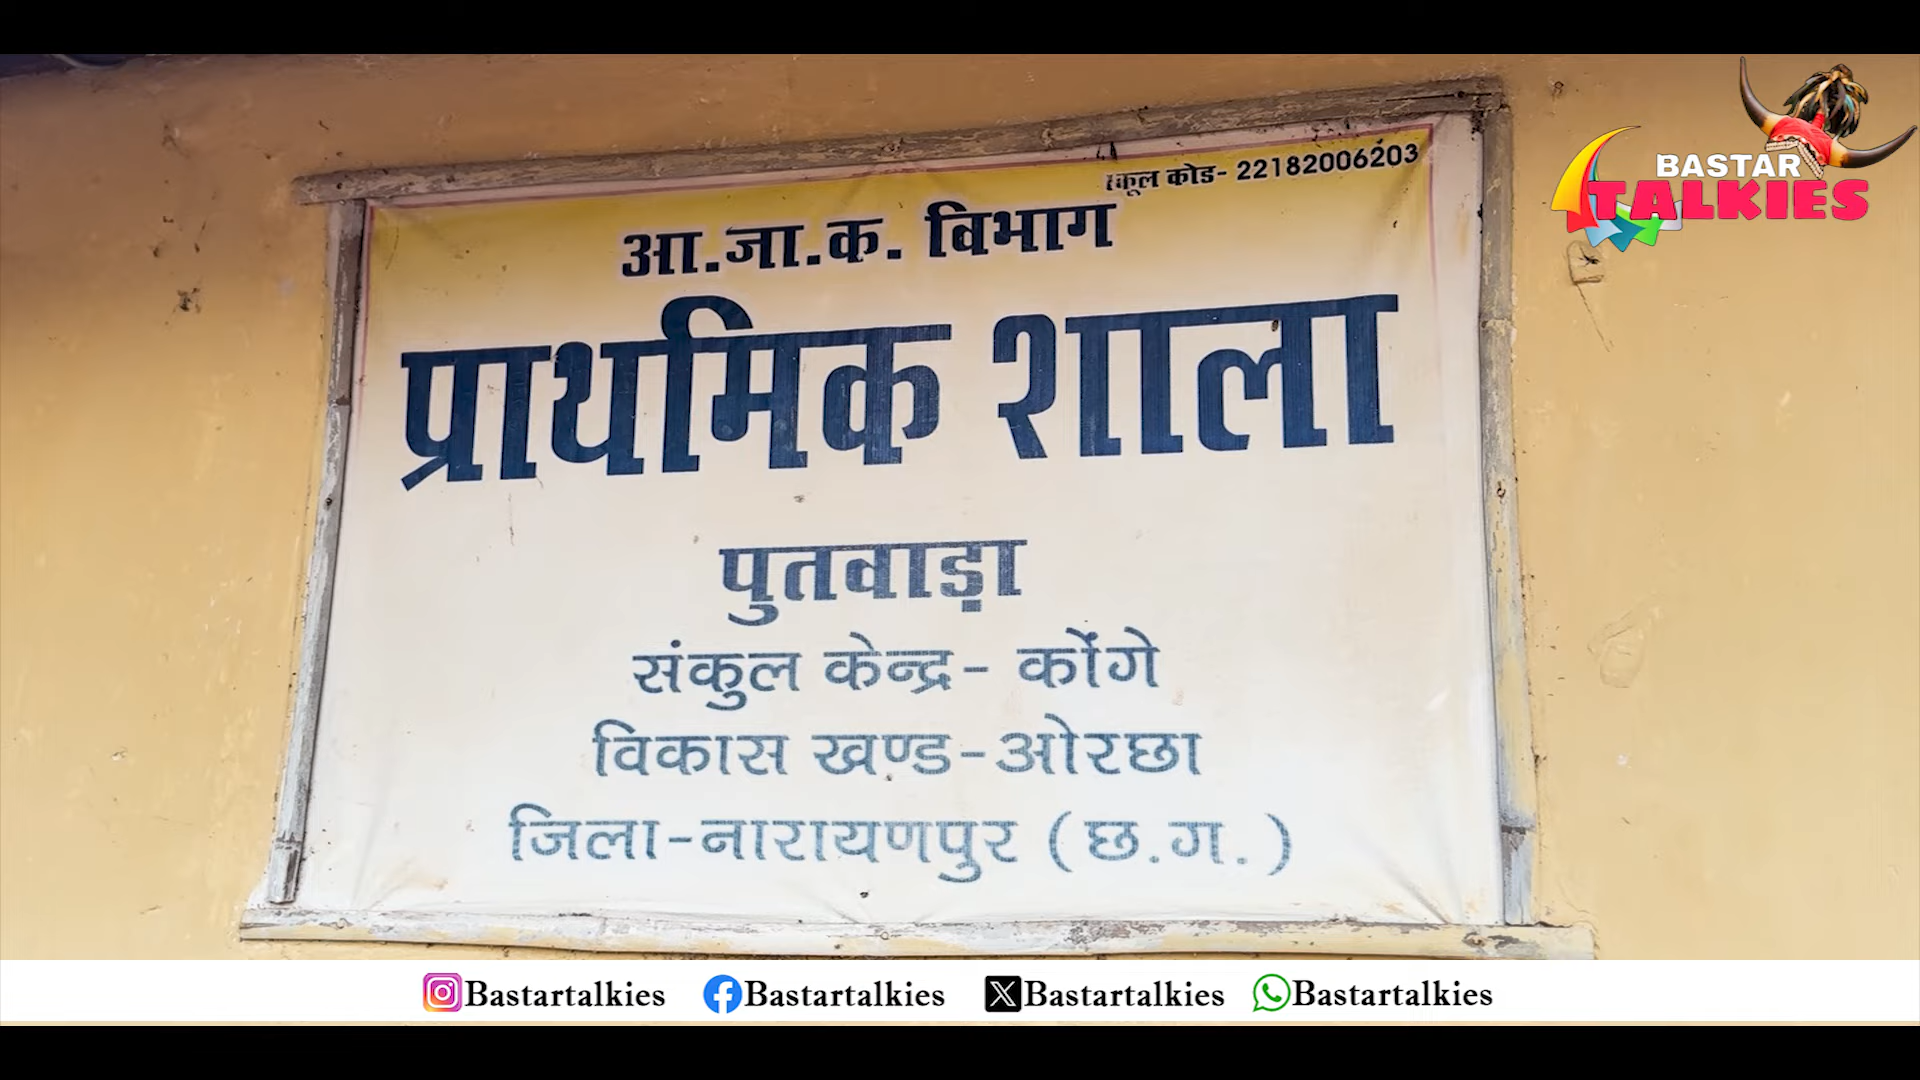 स्कूल कोड- 22182006203
आ.जा.क. विभाग
प्राथमिक शाला
पुतवाड़ा
संकुल केन्द्र- कोंगे
विकास खण्ड-ओरछा
जिला-नारायणपुर (छ.ग.)
BASTAR
TALKIES
Bastartalkies Bastartalkies Bastartalkies Bastartalkies